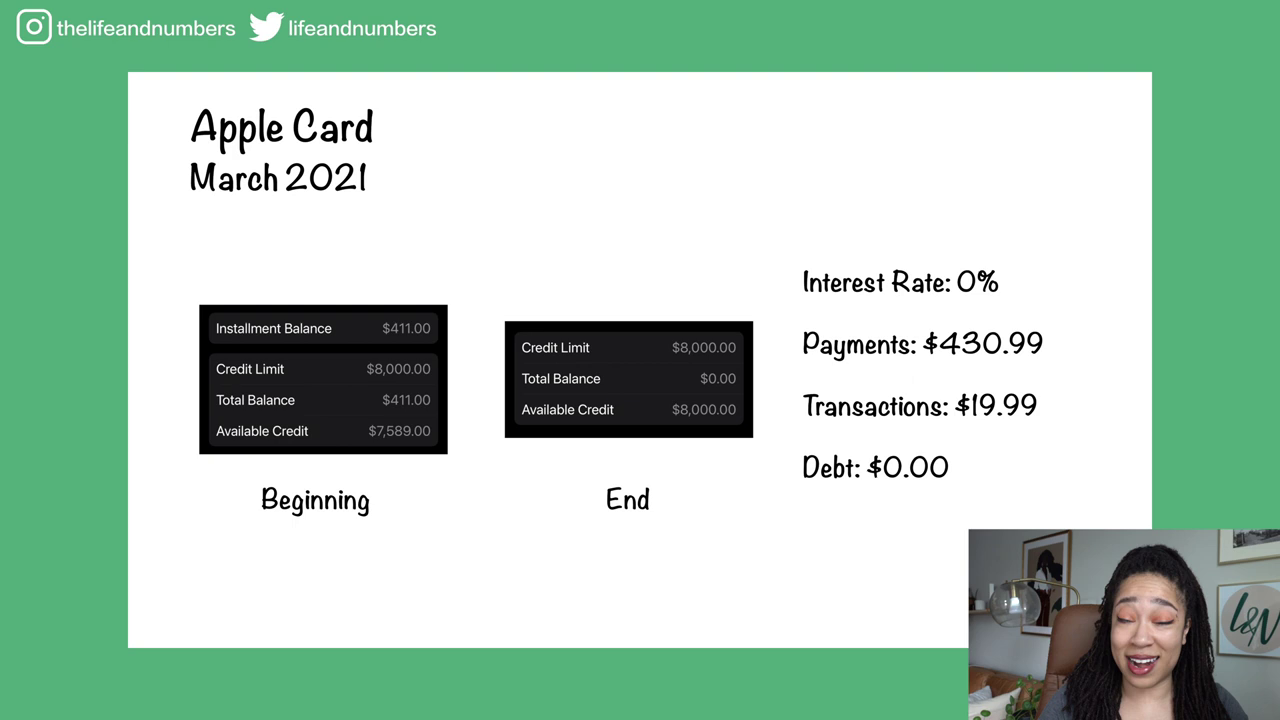 thelifeandnumbers lifeandnumbers
Apple Card
March 2021
Installment Balance $411.00
Credit Limit $8,000.00
Total Balance $411.00
Available Credit $7,589.00
Beginning
Credit Limit $8,000.00
Total Balance $0.00
Available Credit $8,000.00
End
Interest Rate: 0%
Payments: $430.99
Transactions: $19.99
Debt: $0.00
L&N